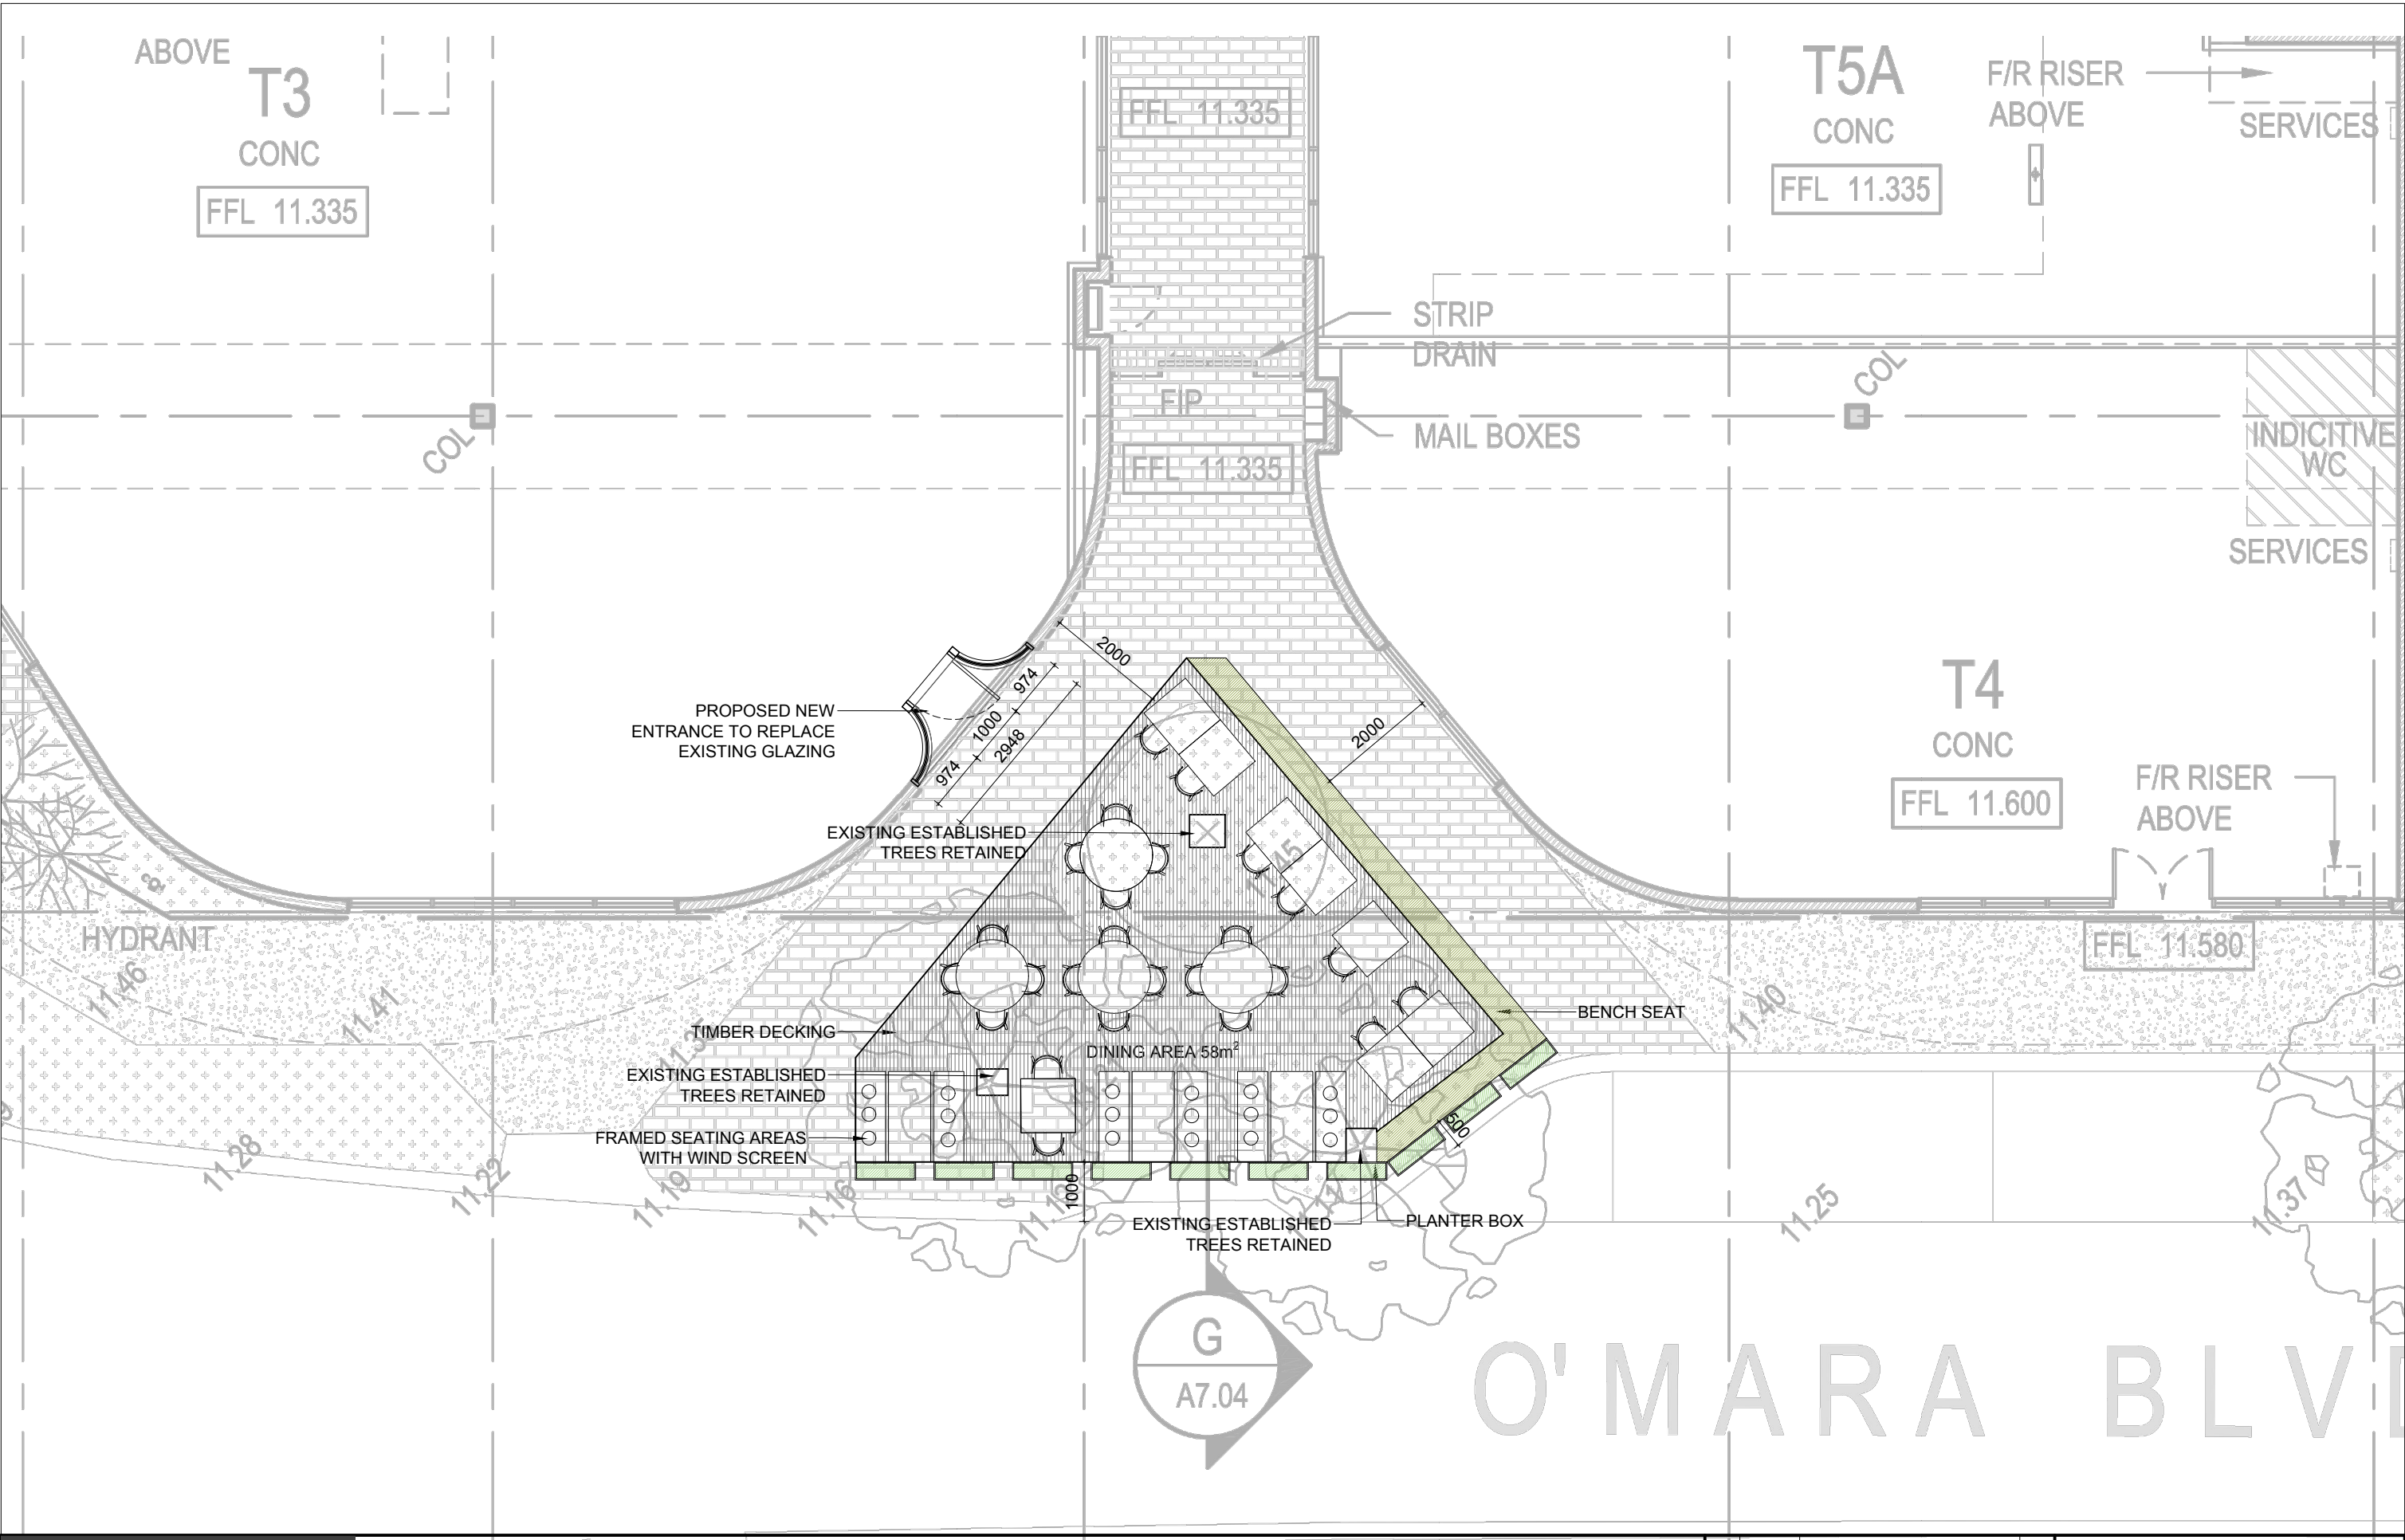 ABOVE
T3
CONC
FFL 11.335
FFL 11.335
T5A
CONC
FFL 11.335
F/R RISER
ABOVE
SERVICES
STRIP
DRAIN
FIP
MAIL BOXES
FFL 11.335
COL
COL
INDICITIVE
WC
SERVICES
PROPOSED NEW
ENTRANCE TO REPLACE
EXISTING GLAZING
2000
974
1000
2948
974
2000
T4
CONC
FFL 11.600
F/R RISER
ABOVE
EXISTING ESTABLISHED
TREES RETAINED
COL
HYDRANT
FFL 11.580
11.46
11.41
11.40
TIMBER DECKING
BENCH SEAT
DINING AREA 58m²
EXISTING ESTABLISHED
TREES RETAINED
FRAMED SEATING AREAS
WITH WIND SCREEN
500
1000
11.28
11.22
11.19
11.16
11.25
11.37
EXISTING ESTABLISHED
TREES RETAINED
PLANTER BOX
G
A7.04
O'MARA